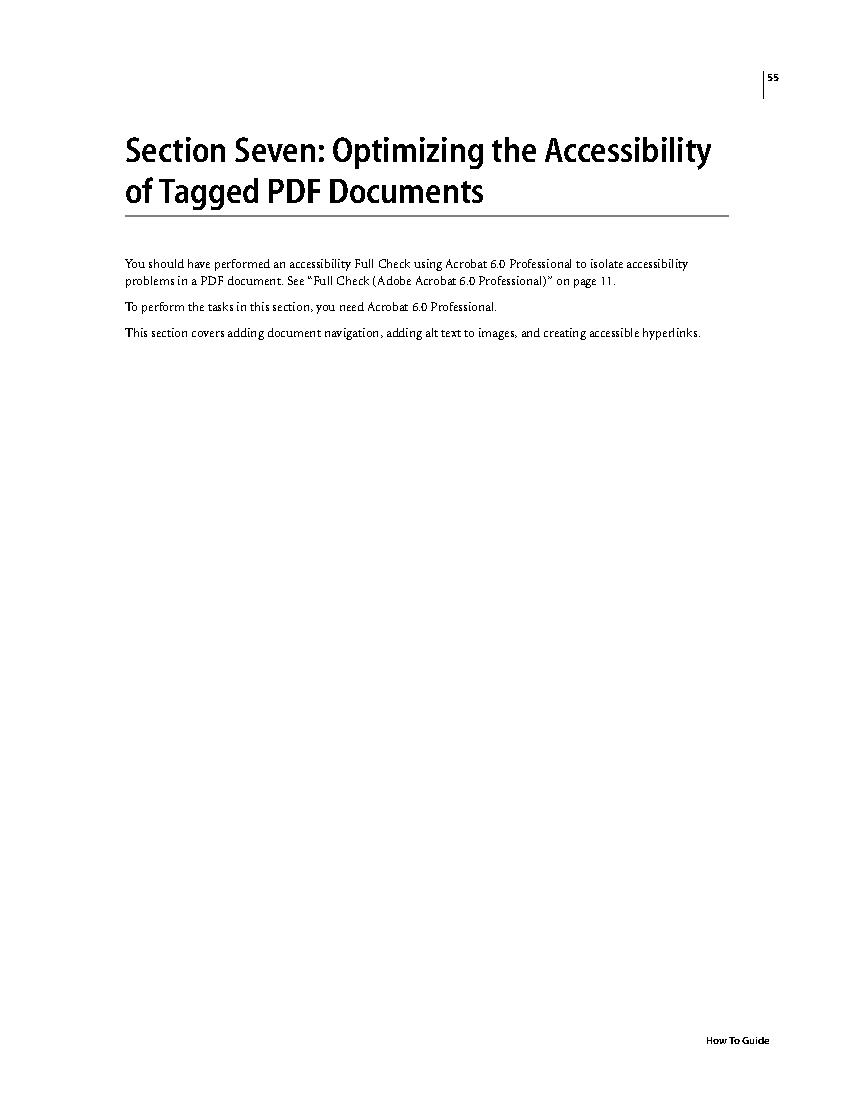 55
Section Seven: Optimizing the Accessibility
of Tagged PDF Documents
You should have performed an accessibility Full Check using Acrobat 6.0 Professional to isolate accessibility
problems in a PDF document. See “Full Check (Adobe Acrobat 6.0 Professional)” on page 11.
To perform the tasks in this section, you need Acrobat 6.0 Professional.
This section covers adding document navigation, adding alt text to images, and creating accessible hyperlinks.
How To Guide